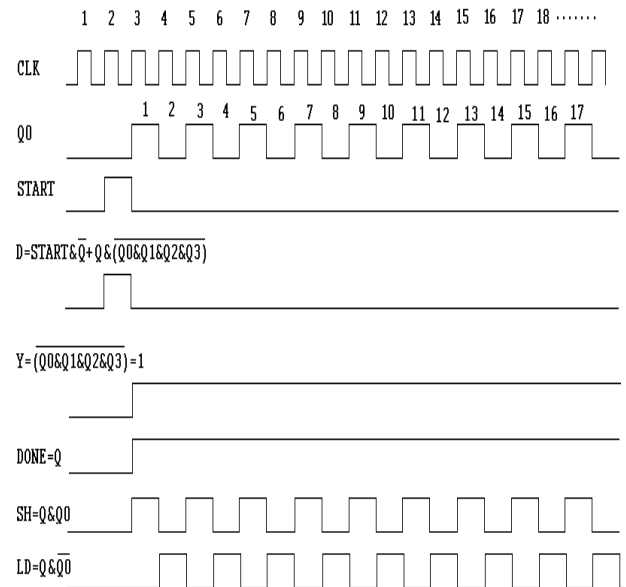 1 2 3 4 5 6 7 8 9 10 11 12 13 14 15 16 17 18 ·······
CLK
1 2 3 4 5 6 7 8 9 10 11 12 13 14 15 16 17
Q0
START
D=START&Q̅+Q&(Q0&Q1&Q2&Q3)
Y=(Q0&Q1&Q2&Q3)=1
DONE=Q
SH=Q&Q0
LD=Q&Q̅0̅